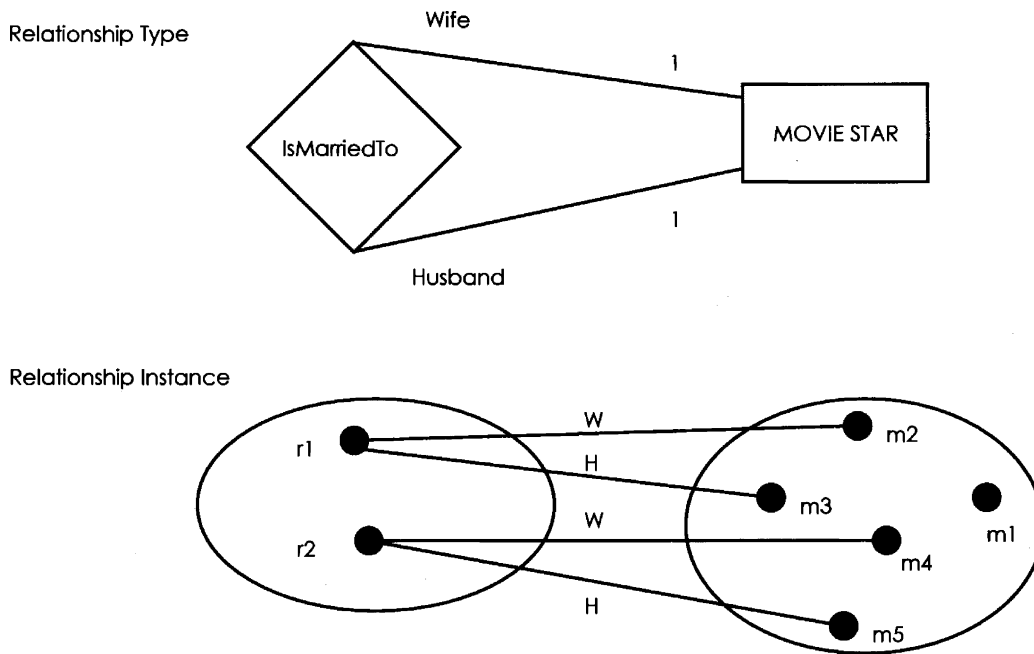 Relationship Type
Wife
1
IsMarriedTo
MOVIE STAR
1
Husband
Relationship Instance
W
m2
r1
H
m3
m1
W
r2
m4
H
m5